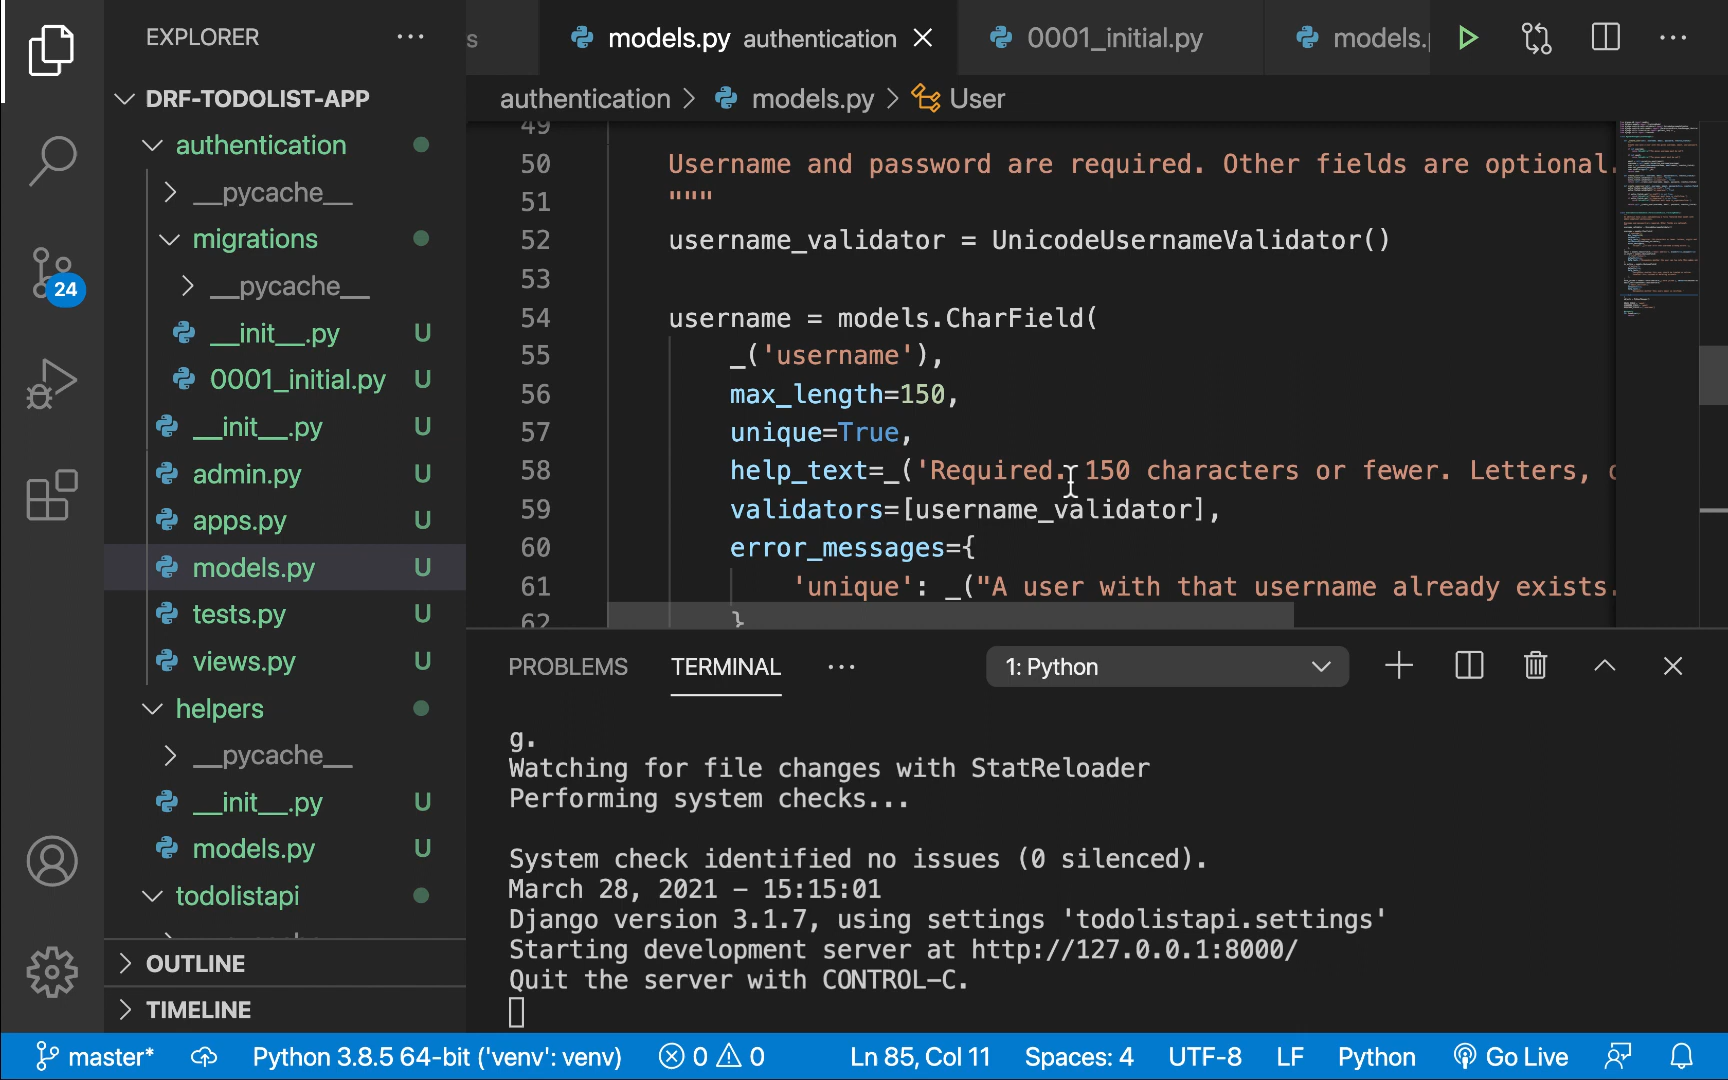 EXPLORER
DRF-TODOLIST-APP
authentication
__pycache__
migrations
__pycache__
__init__.py U
0001_initial.py U
__init__.py U
admin.py U
apps.py U
models.py U
tests.py U
views.py U
helpers
__pycache__
__init__.py U
models.py U
todolistapi
OUTLINE
TIMELINE
24
s
models.py authentication
0001_initial.py
models.p
authentication > models.py > User
49
50 Username and password are required. Other fields are optional.
51 """
52 username_validator = UnicodeUsernameValidator()
53
54 username = models.CharField(
55 _('username'),
56 max_length=150,
57 unique=True,
58 help_text=_('Required. 150 characters or fewer. Letters,
59 validators=[username_validator],
60 error_messages={
61 'unique': _("A user with that username already exists.
62 }
PROBLEMS TERMINAL 1: Python
g.
Watching for file changes with StatReloader
Performing system checks...
System check identified no issues (0 silenced).
March 28, 2021 – 15:15:01
Django version 3.1.7, using settings 'todolistapi.settings'
Starting development server at http://127.0.0.1:8000/
Quit the server with CONTROL-C.
master* Python 3.8.5 64-bit ('venv': venv) 0 0 Ln 85, Col 11 Spaces: 4 UTF-8 LF Python Go Live